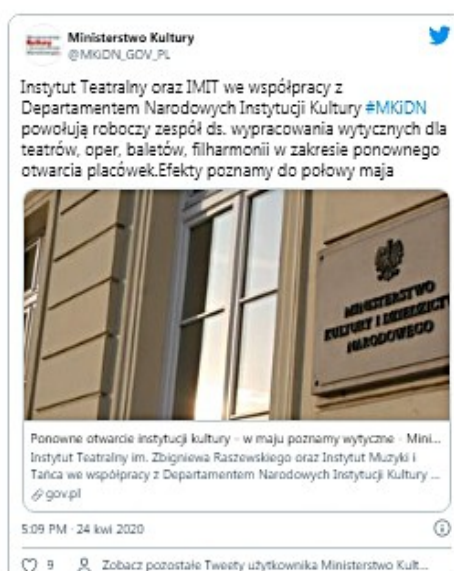 Ministerstwo Kultury
@MKiDN_GOV_PL
Instytut Teatralny oraz IMIT we współpracy z
Departamentem Narodowych Instytucji Kultury #MKiDN
powołują roboczy zespół ds. wypracowania wytycznych dla
teatrów, oper, baletów, filharmonii w zakresie ponownego
otwarcia placówek.Efekty poznamy do połowy maja
MINISTERSTWO
KULTURY I DZIEDZICT
NARODOWEGO
Ponowne otwarcie instytucji kultury - w maju poznamy wytyczne - Mini...
Instytut Teatralny im. Zbigniewa Raszewskiego oraz Instytut Muzyki i
Tańca we współpracy z Departamentem Narodowych Instytucji Kultury ...
gov.pl
5:09 PM · 24 kwi 2020
9 Zobacz pozostałe Tweety użytkownika Ministerstwo Kult...